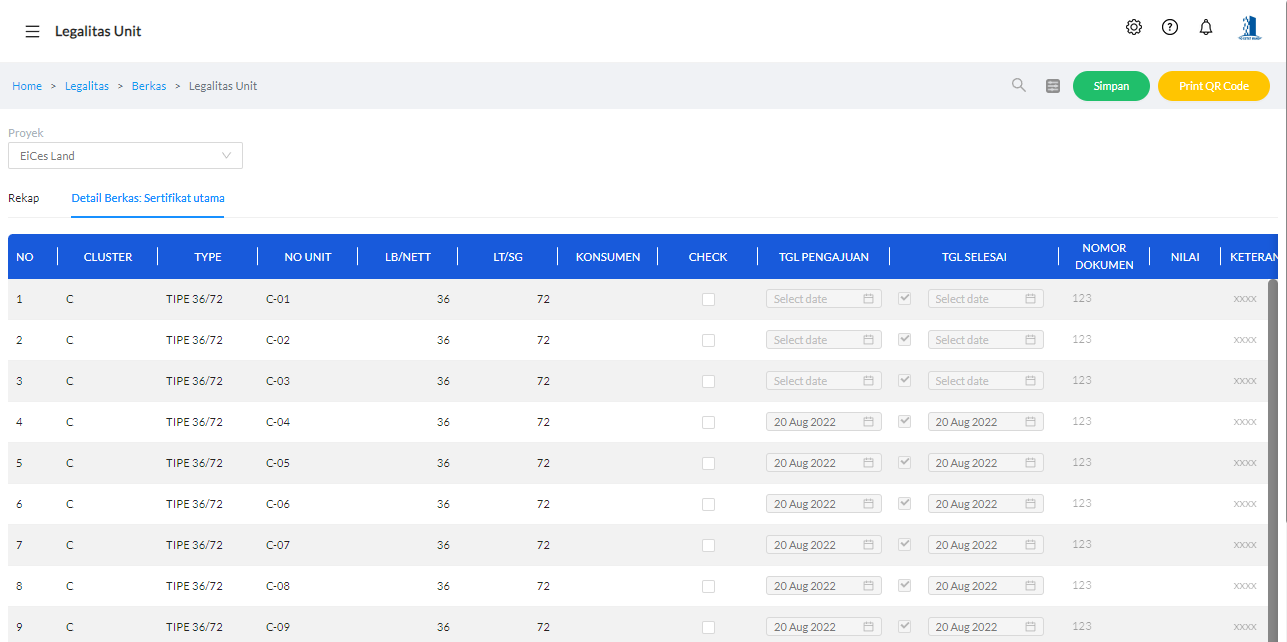 Legalitas Unit
Home > Legalitas > Berkas > Legalitas Unit
Simpan
Print QR Code
Proyek
EiCes Land
Rekap
Detail Berkas: Sertifikat utama
NO CLUSTER TYPE NO UNIT LB/NETT LT/SG KONSUMEN CHECK TGL PENGAJUAN TGL SELESAI NOMOR DOKUMEN NILAI KETERAN
1 C TIPE 36/72 C-01 36 72 Select date Select date 123 xxxx
2 C TIPE 36/72 C-02 36 72 Select date Select date 123 xxxx
3 C TIPE 36/72 C-03 36 72 Select date Select date 123 xxxx
4 C TIPE 36/72 C-04 36 72 20 Aug 2022 20 Aug 2022 123 xxxx
5 C TIPE 36/72 C-05 36 72 20 Aug 2022 20 Aug 2022 123 xxxx
6 C TIPE 36/72 C-06 36 72 20 Aug 2022 20 Aug 2022 123 xxxx
7 C TIPE 36/72 C-07 36 72 20 Aug 2022 20 Aug 2022 123 xxxx
8 C TIPE 36/72 C-08 36 72 20 Aug 2022 20 Aug 2022 123 xxxx
9 C TIPE 36/72 C-09 36 72 20 Aug 2022 20 Aug 2022 123 xxxx